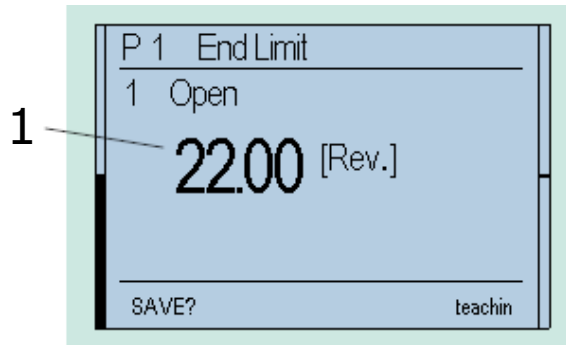 P 1 End Limit
1 Open
1
22.00 [Rev.]
SAVE? teachin